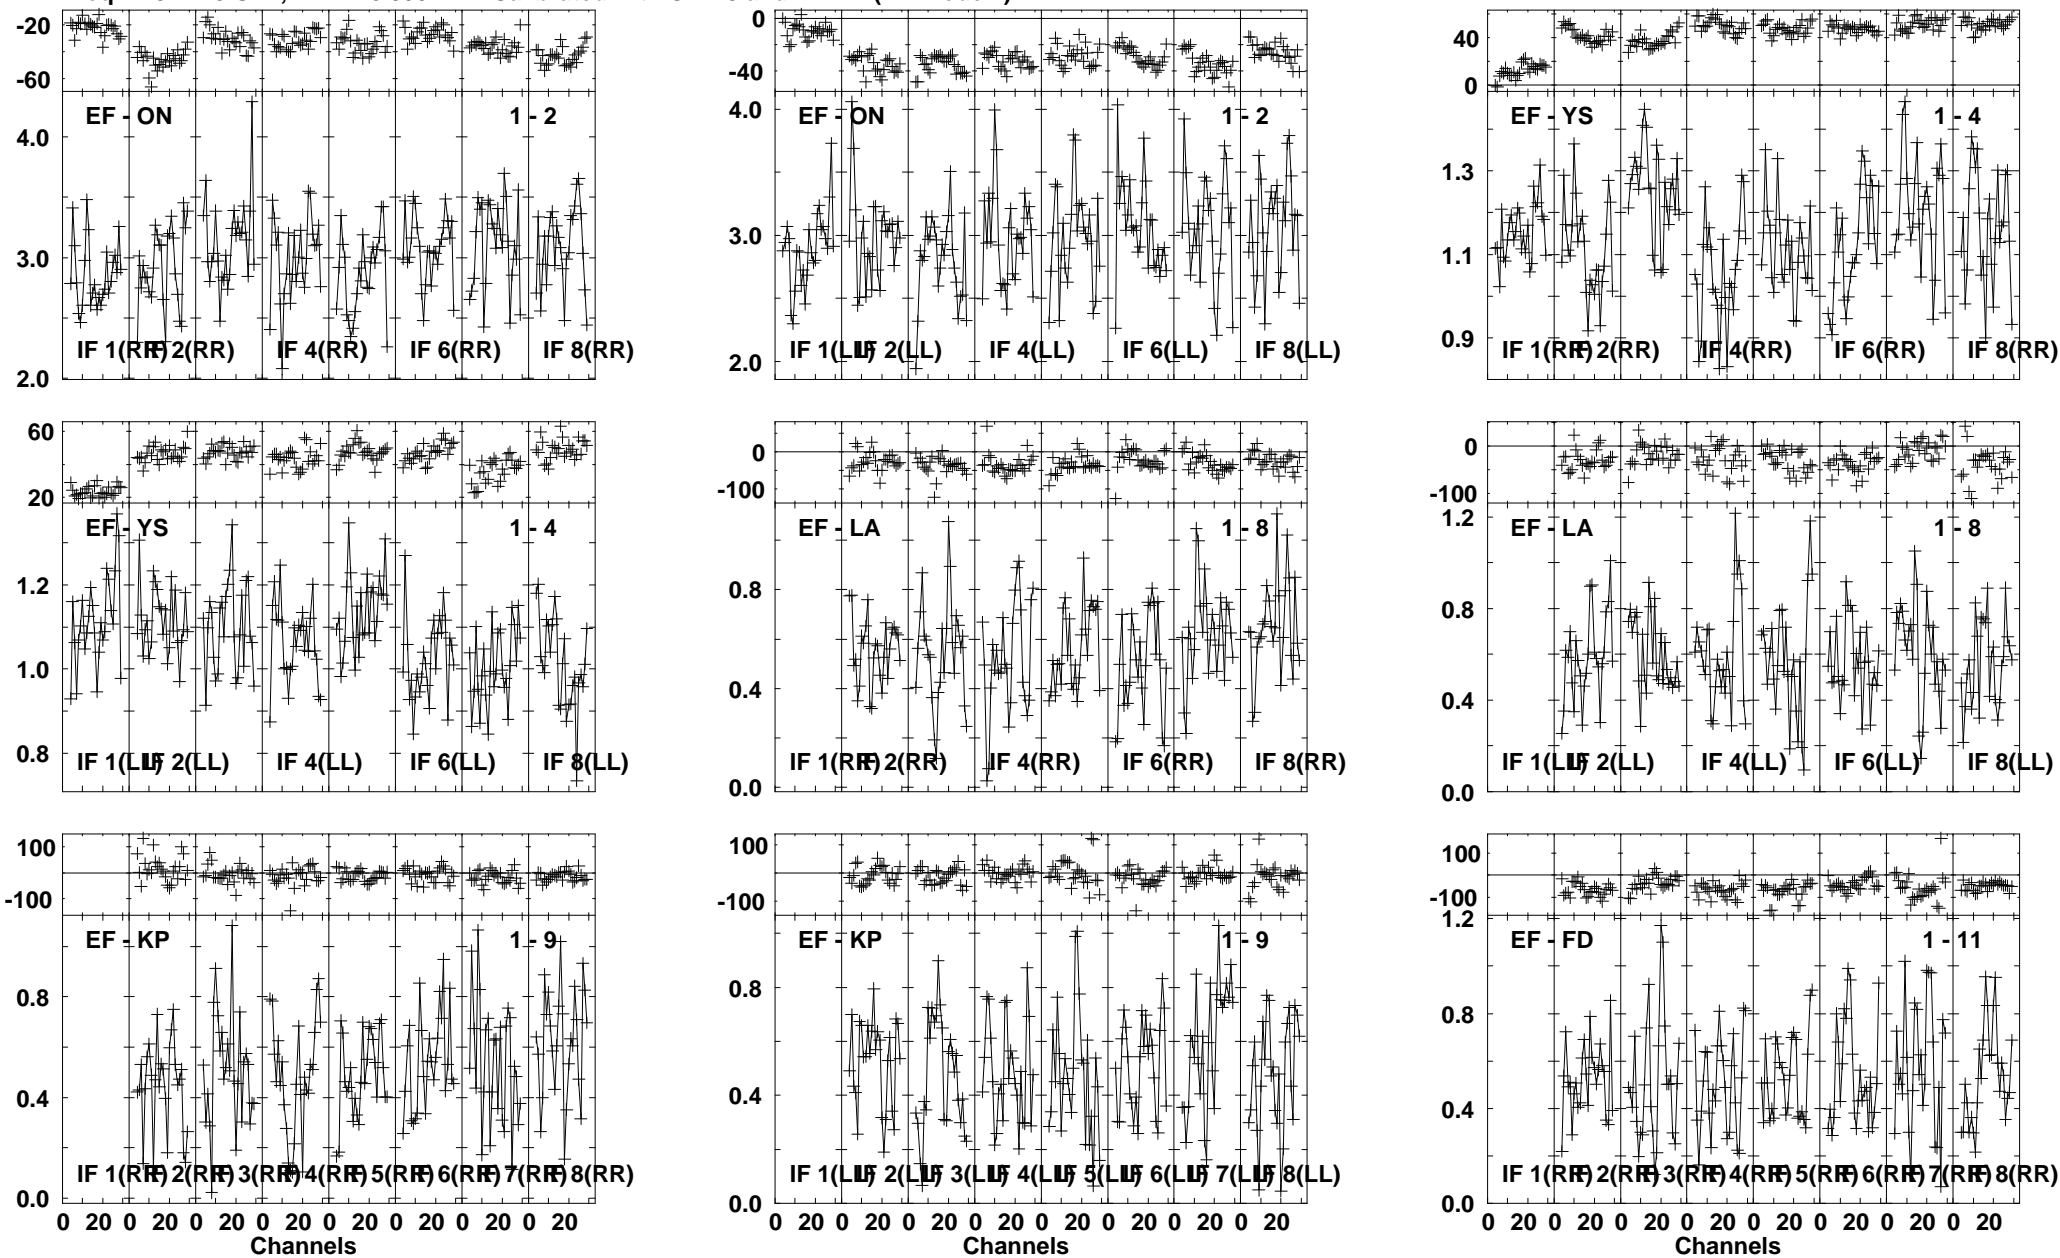 -20
-60
EF - ON 1 - 2
4.0
3.0
2.0
IF 1(RR) IF 2(RR) IF 4(RR) IF 6(RR) IF 8(RR)
0
-40
EF - ON 1 - 2
4.0
3.0
2.0
IF 1(LL) IF 2(LL) IF 4(LL) IF 6(LL) IF 8(LL)
40
0
EF - YS 1 - 4
1.3
1.1
0.9
IF 1(RR) IF 2(RR) IF 4(RR) IF 6(RR) IF 8(RR)
60
20
EF - YS 1 - 4
1.2
1.0
0.8
IF 1(LL) IF 2(LL) IF 4(LL) IF 6(LL) IF 8(LL)
0
-100
EF - LA 1 - 8
0.8
0.4
0.0
IF 1(RR) IF 2(RR) IF 4(RR) IF 6(RR) IF 8(RR)
0
-100
EF - LA 1 - 8
1.2
0.8
0.4
0.0
IF 1(LL) IF 2(LL) IF 4(LL) IF 6(LL) IF 8(LL)
100
-100
EF - KP 1 - 9
0.8
0.4
0.0
IF 1(RR) IF 2(RR) IF 3(RR) IF 4(RR) IF 5(RR) IF 6(RR) IF 7(RR) IF 8(RR)
0 20 0 20 0 20 0 20 0 20 0 20 0 20 0 20
Channels
100
-100
EF - KP 1 - 9
0.8
0.4
0.0
IF 1(LL) IF 2(LL) IF 3(LL) IF 4(LL) IF 5(LL) IF 6(LL) IF 7(LL) IF 8(LL)
0 20 0 20 0 20 0 20 0 20 0 20 0 20 0 20
Channels
100
-100
EF - FD 1 - 11
1.2
0.8
0.4
0.0
IF 1(RR) IF 2(RR) IF 3(RR) IF 4(RR) IF 5(RR) IF 6(RR) IF 7(RR) IF 8(RR)
0 20 0 20 0 20 0 20 0 20 0 20 0 20 0 20
Channels